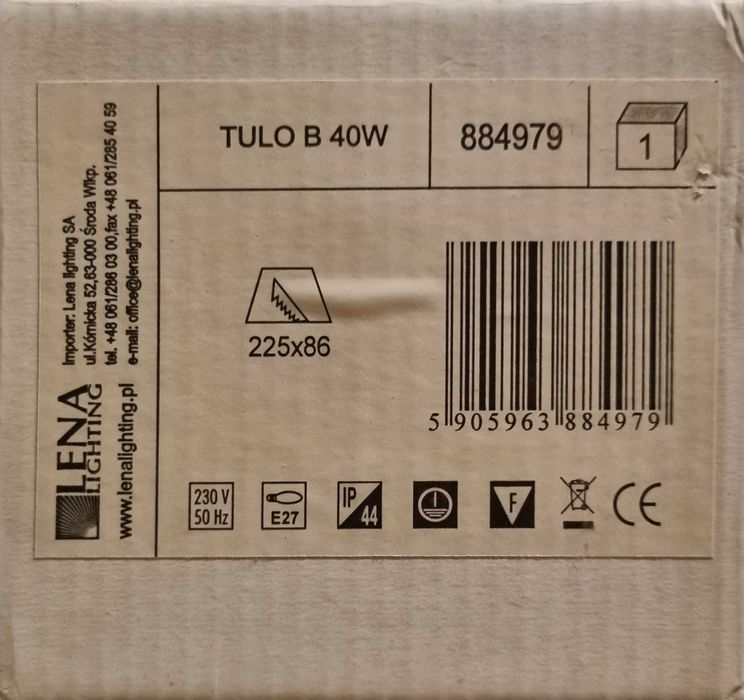 TULO B 40W
884979
1
Importer: Lena lighting SA
ul.Kórnicka 52,63-000 Środa Wlkp.
tel. +48 061/286 03 00,fax +48 061/285 40 59
e-mail: office@lenalighting.pl
LENA
LIGHTING
www.lenalighting.pl
225x86
5 905963 884979
230 V
50 Hz
E27
IP
44
F
CE